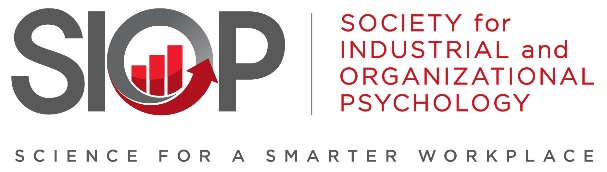 SIOP
SOCIETY for
INDUSTRIAL and
ORGANIZATIONAL
PSYCHOLOGY
SCIENCE FOR A SMARTER WORKPLACE